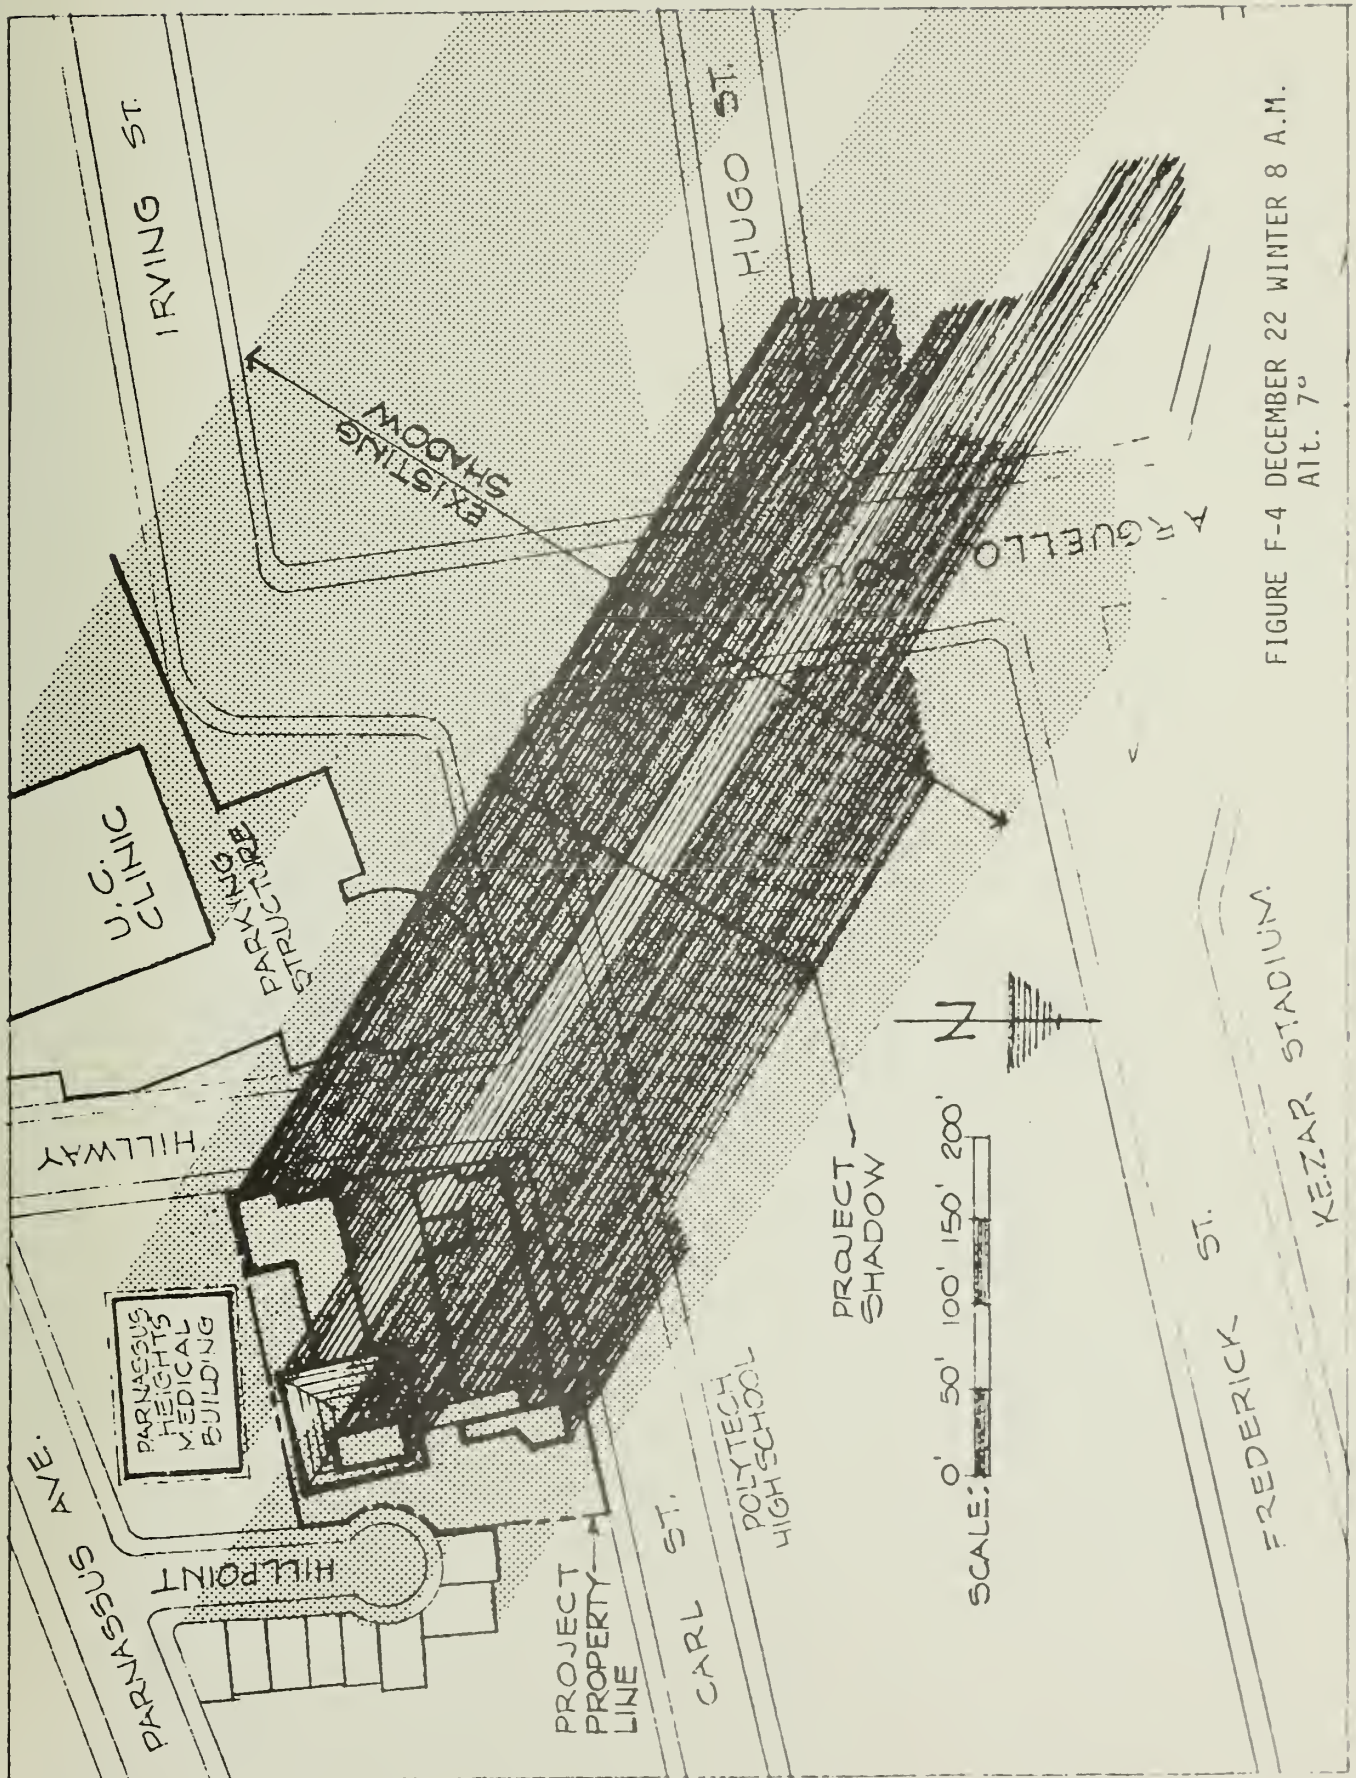 IRVING ST.
HUGO ST.
EXISTING
SHADOW
ARGUELLO
U.C.
CLINIC
PARKING
STRUCTURE
HILLWAY
PARNASSUS
HEIGHTS
MEDICAL
BUILDING
PARNASSUS AVE.
HILLPOINT
PROJECT
PROPERTY
LINE
CARL ST.
POLYTECH
HIGH SCHOOL
PROJECT
SHADOW
N
SCALE: 0' 50' 100' 150' 200'
FREDERICK ST.
KEZAR STADIUM
FIGURE F-4 DECEMBER 22 WINTER 8 A.M.
Alt. 7°